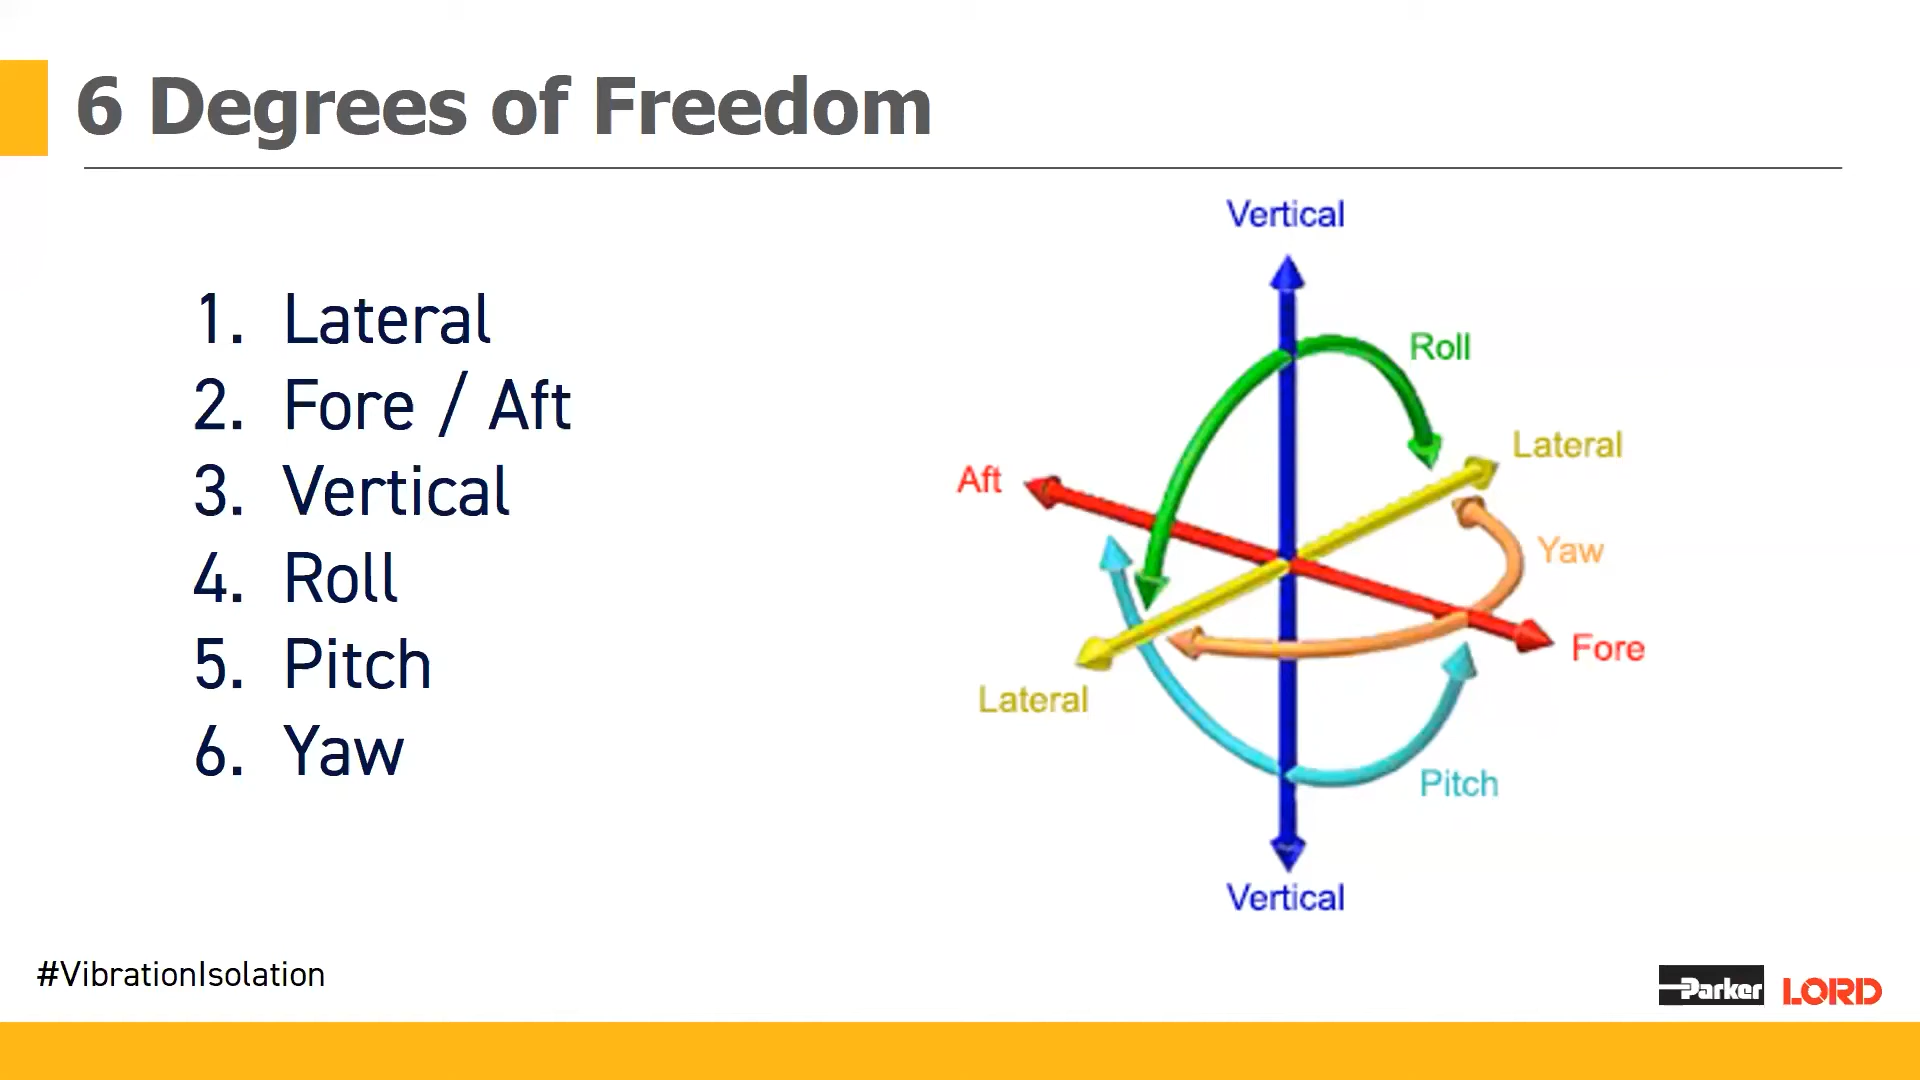 6 Degrees of Freedom
1. Lateral
2. Fore / Aft
3. Vertical
4. Roll
5. Pitch
6. Yaw
Vertical
Roll
Lateral
Aft
Yaw
Fore
Lateral
Pitch
Vertical
#VibrationIsolation
Parker LORD